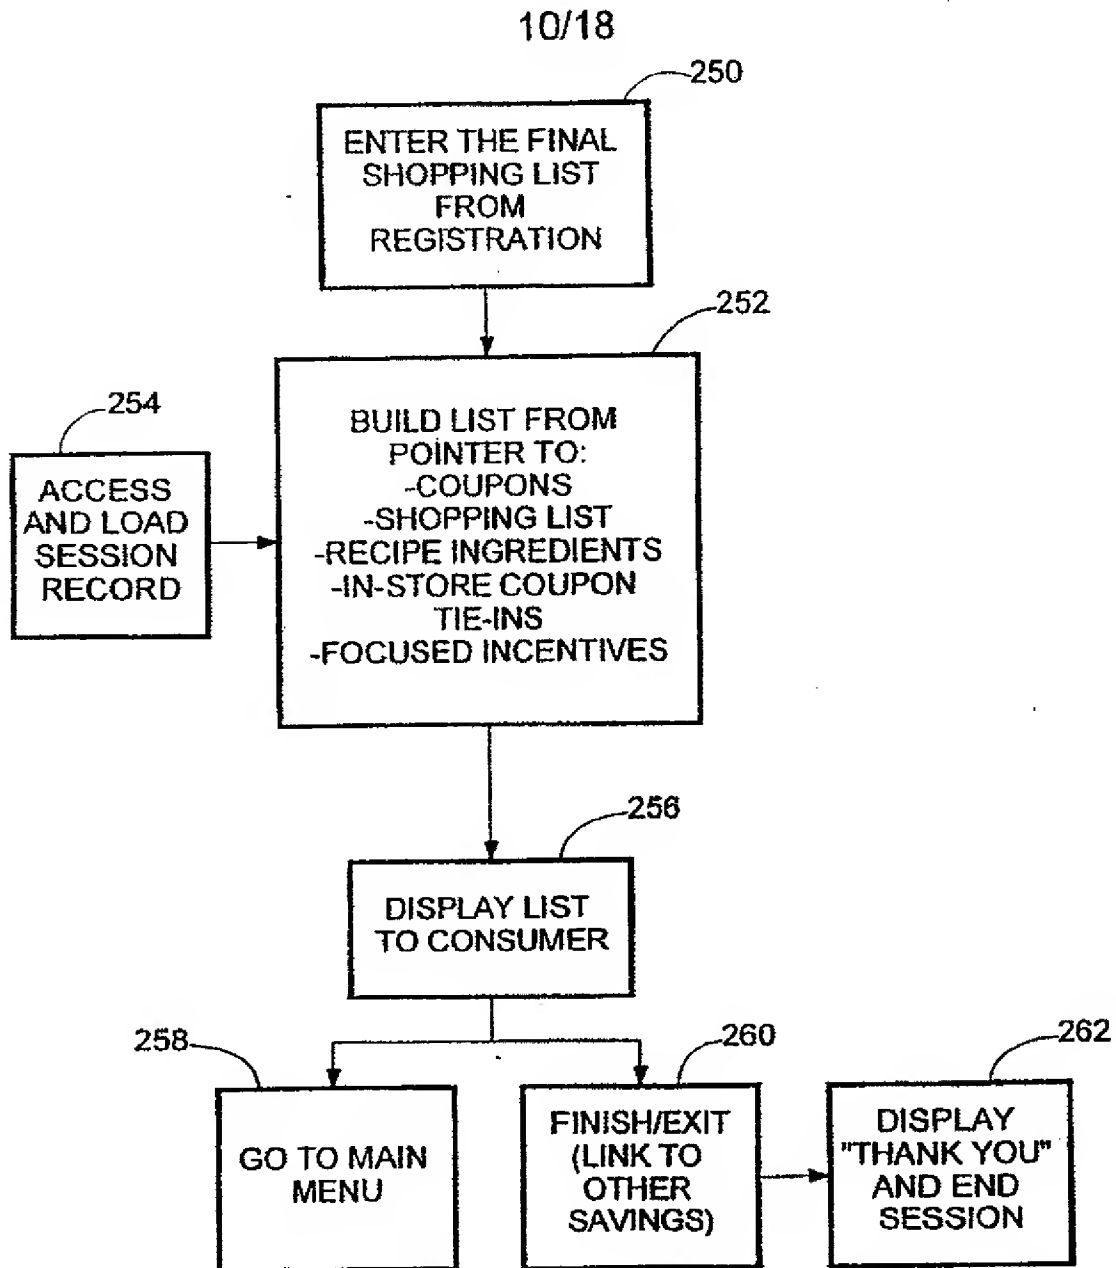 10/18
250
ENTER THE FINAL
SHOPPING LIST
FROM
REGISTRATION
252
BUILD LIST FROM
POINTER TO:
-COUPONS
-SHOPPING LIST
-RECIPE INGREDIENTS
-IN-STORE COUPON
TIE-INS
-FOCUSED INCENTIVES
254
ACCESS
AND LOAD
SESSION
RECORD
256
DISPLAY LIST
TO CONSUMER
258
GO TO MAIN
MENU
260
FINISH/EXIT
(LINK TO
OTHER
SAVINGS)
262
DISPLAY
"THANK YOU"
AND END
SESSION